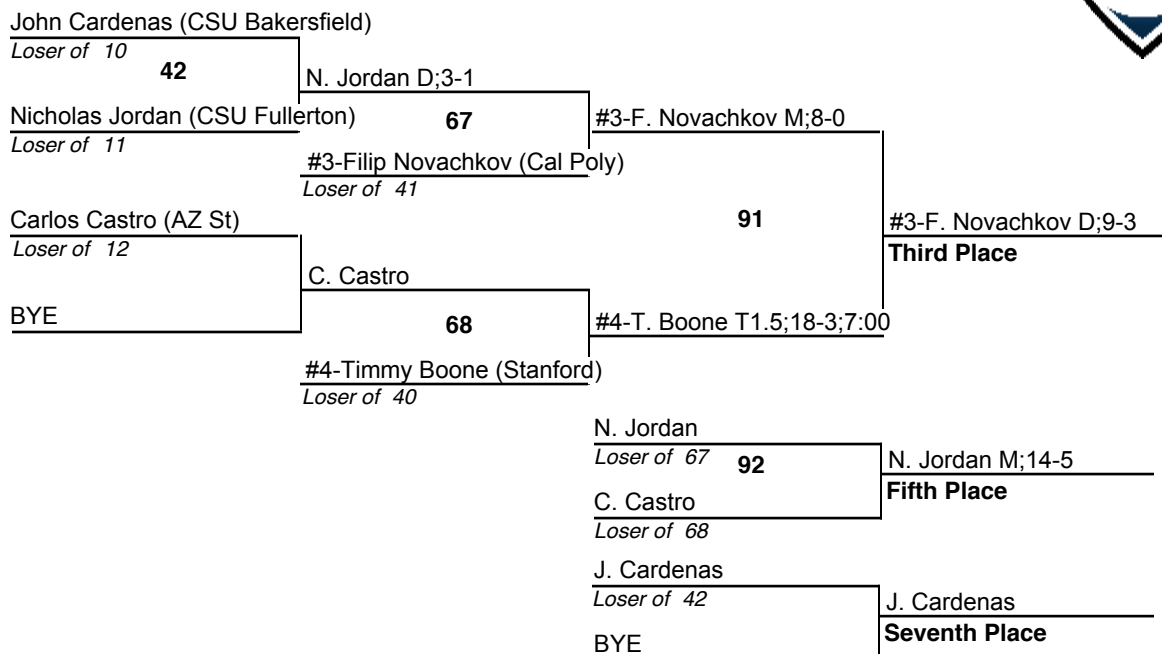 John Cardenas (CSU Bakersfield)
Loser of 10
42
N. Jordan D;3-1
Nicholas Jordan (CSU Fullerton)
Loser of 11
67
#3-F. Novachkov M;8-0
#3-Filip Novachkov (Cal Poly)
Loser of 41
Carlos Castro (AZ St)
Loser of 12
91
#3-F. Novachkov D;9-3
Third Place
C. Castro
BYE
68
#4-T. Boone T1.5;18-3;7:00
#4-Timmy Boone (Stanford)
Loser of 40
N. Jordan
Loser of 67
92
N. Jordan M;14-5
Fifth Place
C. Castro
Loser of 68
J. Cardenas
Loser of 42
J. Cardenas
Seventh Place
BYE